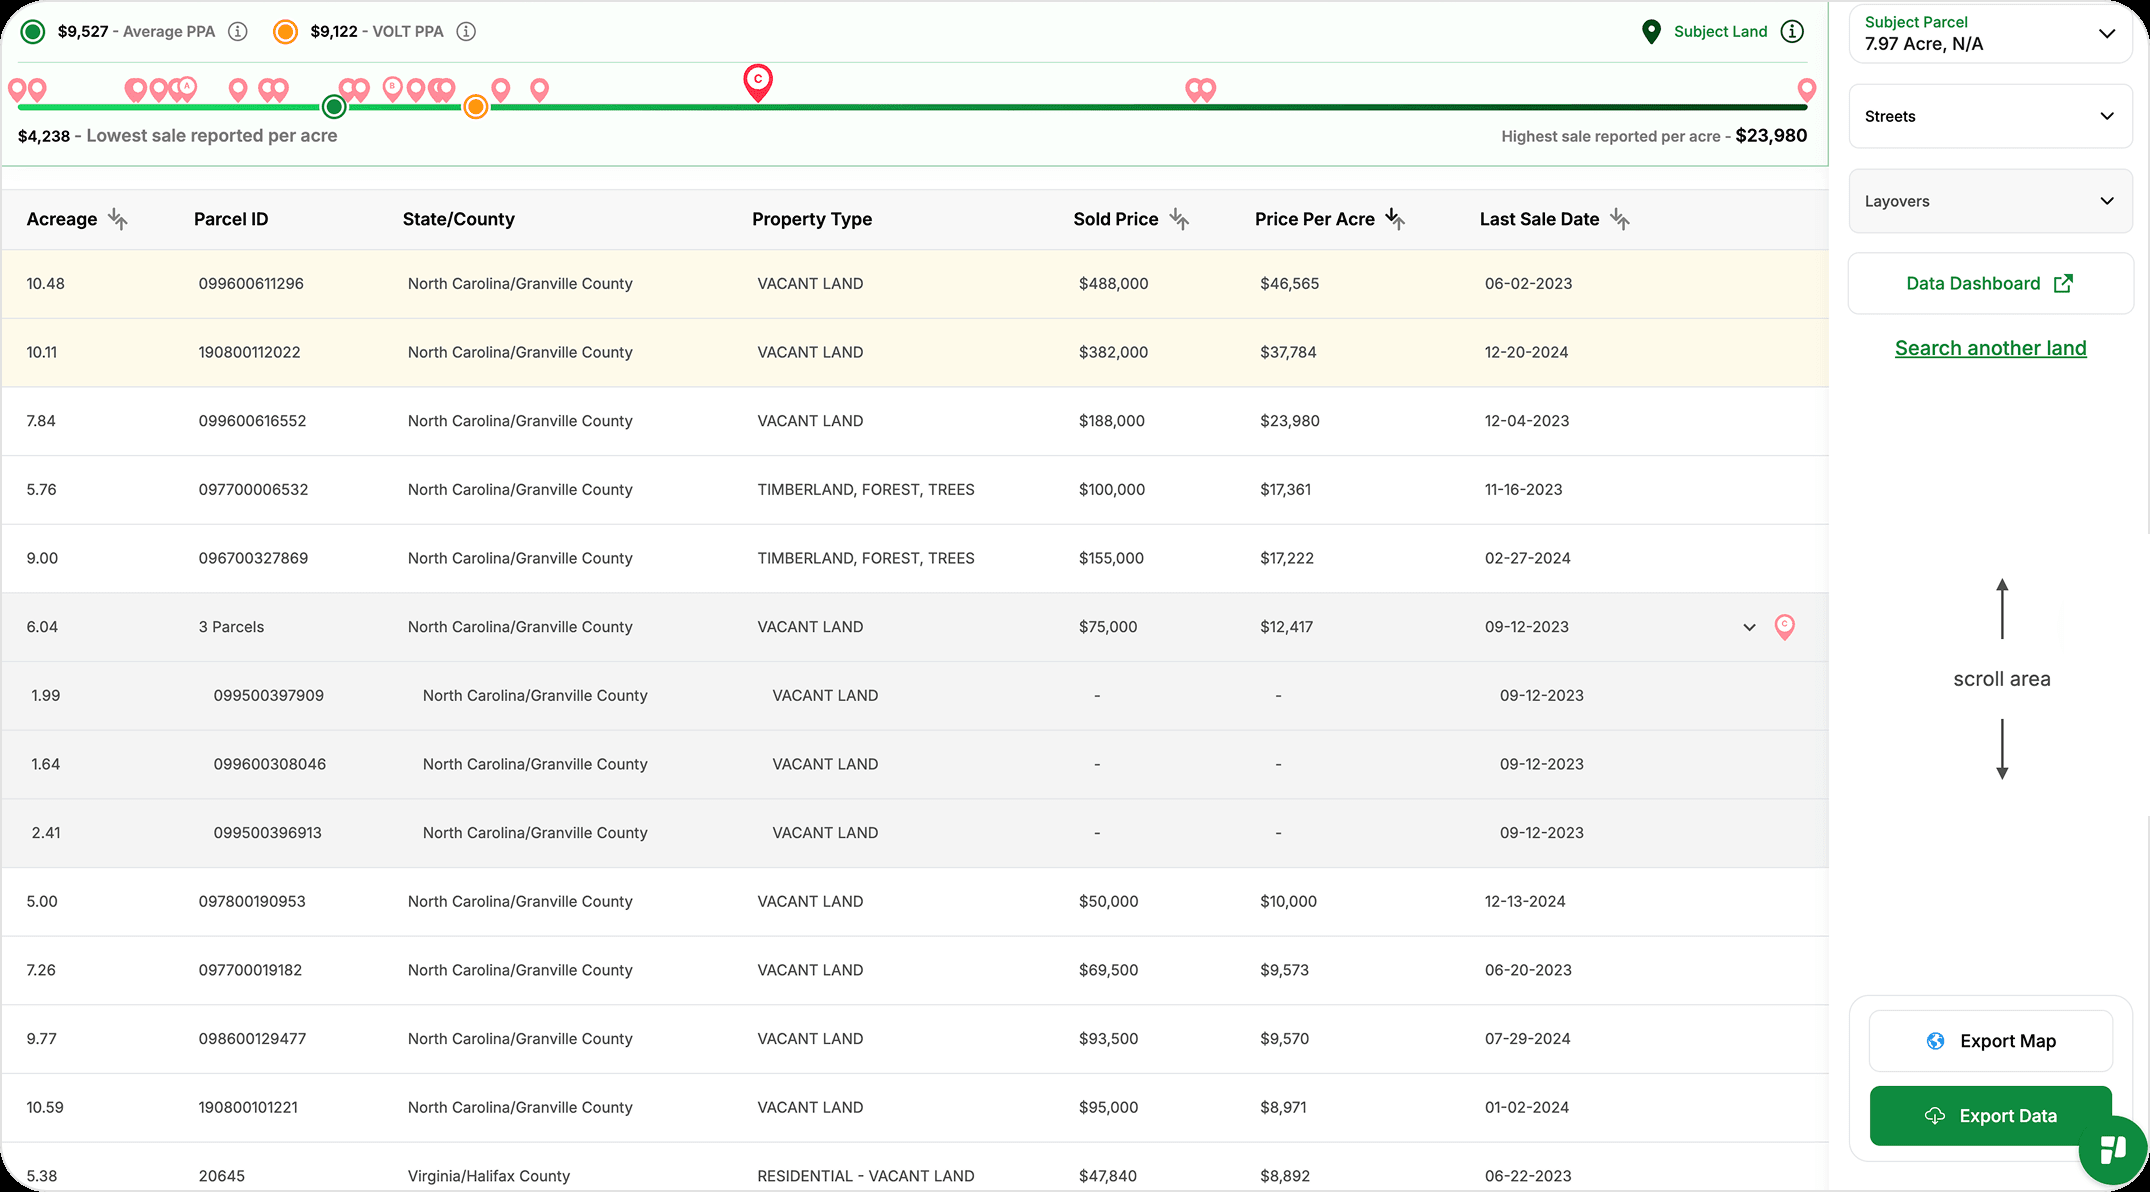 $9,527 - Average PPA $9,122 - VOLT PPA Subject Land
A B C
$4,238 - Lowest sale reported per acre Highest sale reported per acre - $23,980
Acreage Parcel ID State/County Property Type Sold Price Price Per Acre Last Sale Date
10.48 099600611296 North Carolina/Granville County VACANT LAND $488,000 $46,565 06-02-2023
10.11 190800112022 North Carolina/Granville County VACANT LAND $382,000 $37,784 12-20-2024
7.84 099600616552 North Carolina/Granville County VACANT LAND $188,000 $23,980 12-04-2023
5.76 097700006532 North Carolina/Granville County TIMBERLAND, FOREST, TREES $100,000 $17,361 11-16-2023
9.00 096700327869 North Carolina/Granville County TIMBERLAND, FOREST, TREES $155,000 $17,222 02-27-2024
6.04 3 Parcels North Carolina/Granville County VACANT LAND $75,000 $12,417 09-12-2023 C
1.99 099500397909 North Carolina/Granville County VACANT LAND - - 09-12-2023
1.64 099600308046 North Carolina/Granville County VACANT LAND - - 09-12-2023
2.41 099500396913 North Carolina/Granville County VACANT LAND - - 09-12-2023
5.00 097800190953 North Carolina/Granville County VACANT LAND $50,000 $10,000 12-13-2024
7.26 097700019182 North Carolina/Granville County VACANT LAND $69,500 $9,573 06-20-2023
9.77 098600129477 North Carolina/Granville County VACANT LAND $93,500 $9,570 07-29-2024
10.59 190800101221 North Carolina/Granville County VACANT LAND $95,000 $8,971 01-02-2024
5.38 20645 Virginia/Halifax County RESIDENTIAL - VACANT LAND $47,840 $8,892 06-22-2023
Subject Parcel
7.97 Acre, N/A
Streets
Layovers
Data Dashboard
Search another land
scroll area
Export Map
Export Data